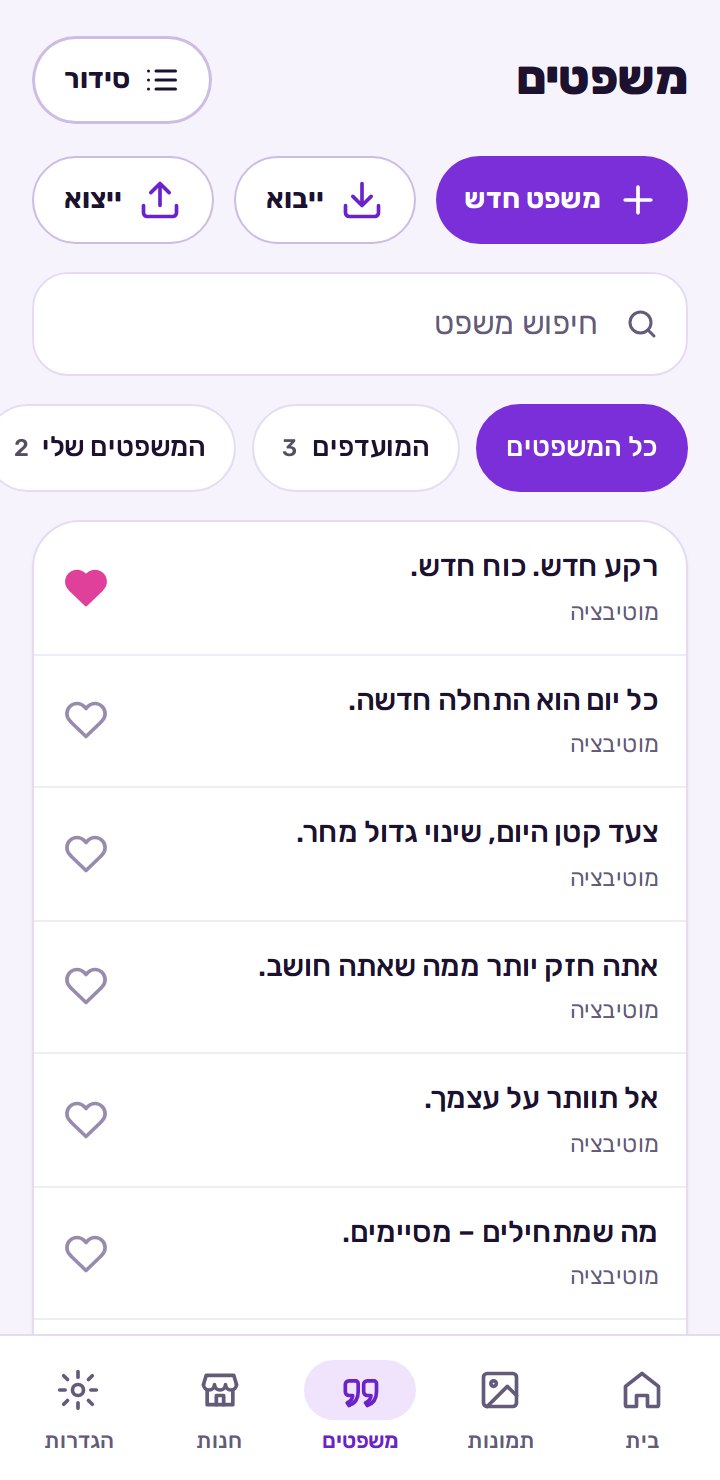 משפטים
סידור
משפט חדש
ייבוא
ייצוא
חיפוש משפט
כל המשפטים
המועדפים 3
המשפטים שלי 2
רקע חדש. כוח חדש.
מוטיבציה
כל יום הוא התחלה חדשה.
מוטיבציה
צעד קטן היום, שינוי גדול מחר.
מוטיבציה
אתה חזק יותר ממה שאתה חושב.
מוטיבציה
אל תוותר על עצמך.
מוטיבציה
מה שמתחילים – מסיימים.
מוטיבציה
בית
תמונות
משפטים
חנות
הגדרות